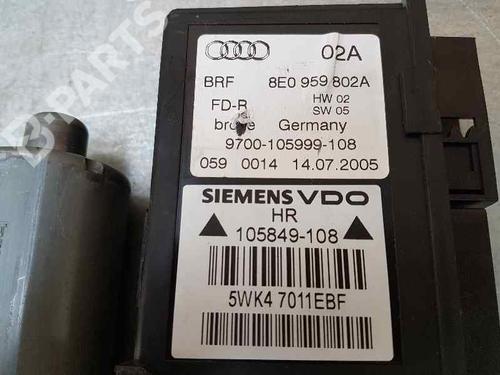 02A
BRF 8E0 959 802A
FD-R HW 02
SW 05
brose Germany
9700-105999-108
059 0014 14.07.2005
SIEMENS VDO
HR
105849-108
5WK4 7011EBF
B-PARTS